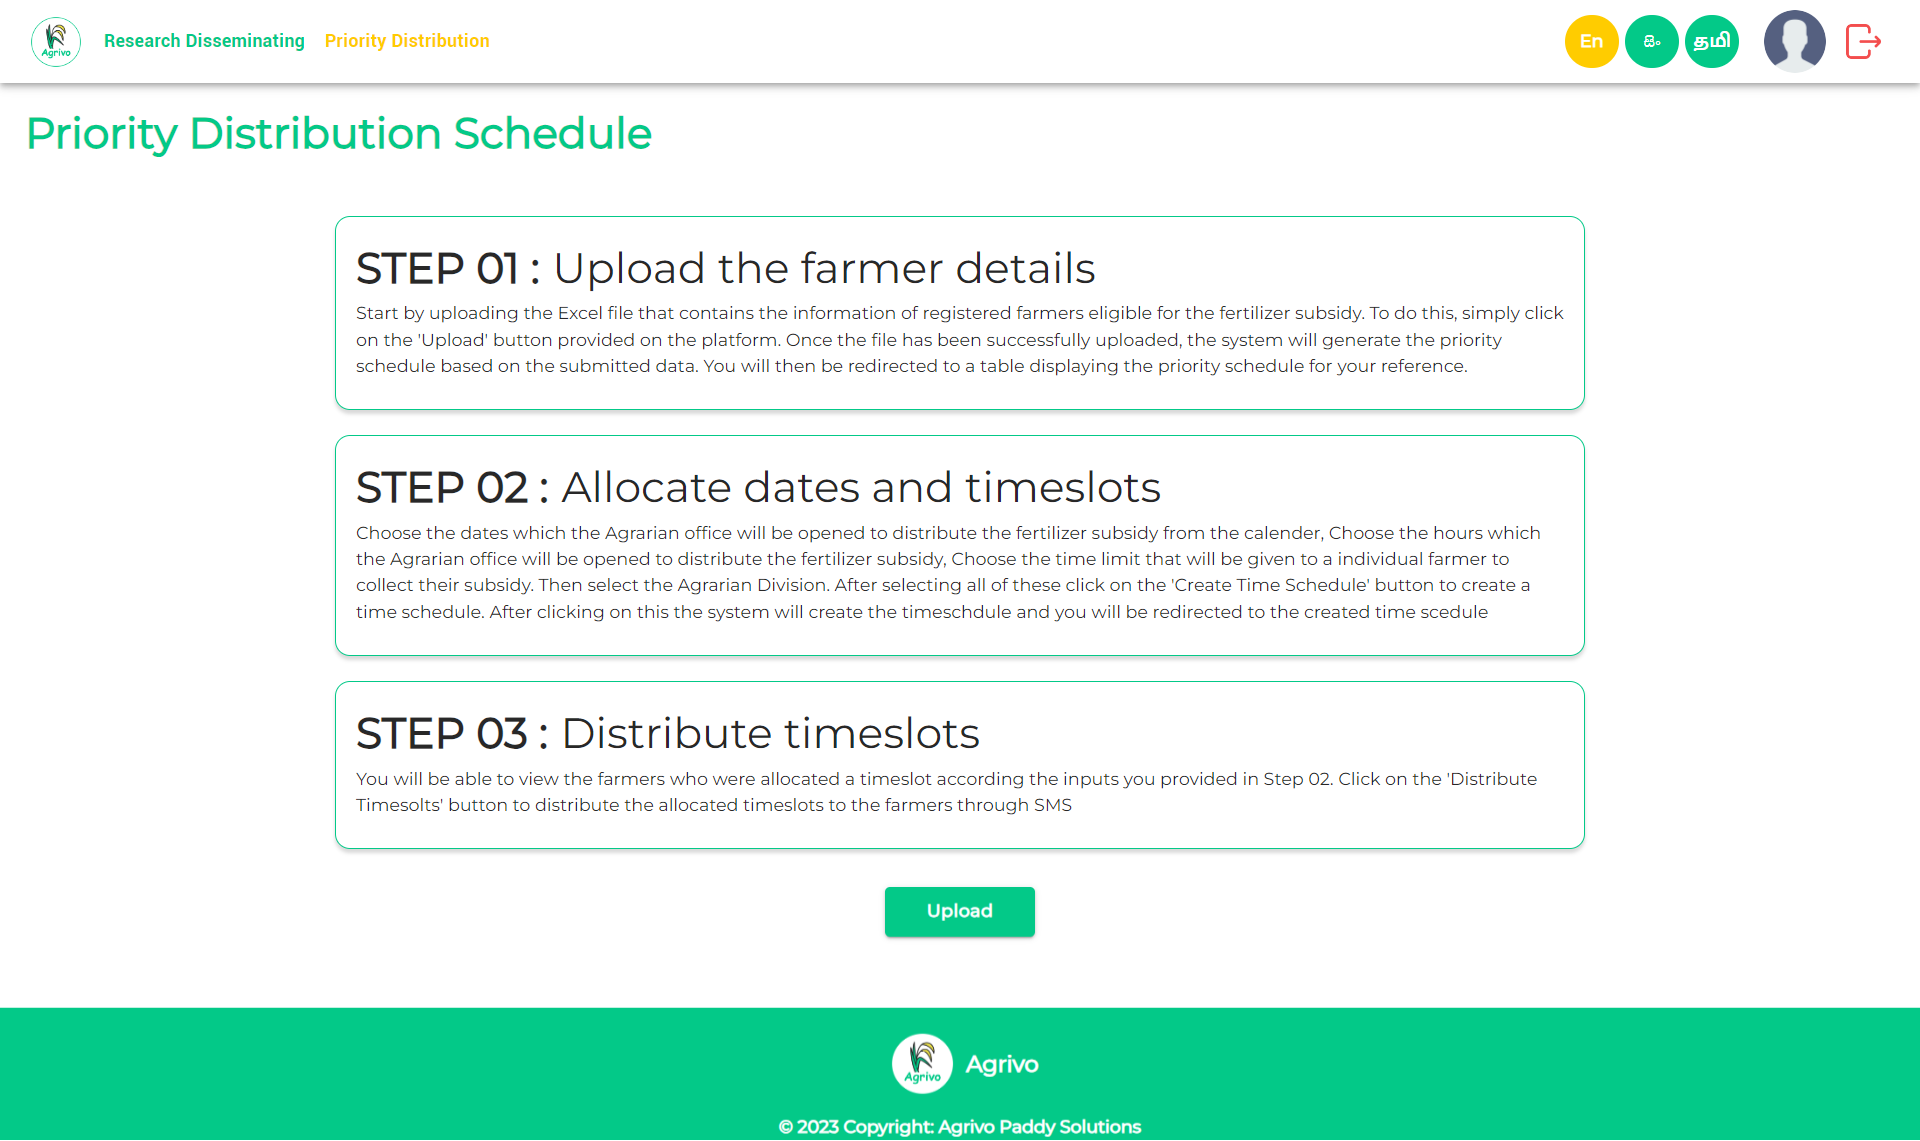 Agrivo
Research Disseminating
Priority Distribution
En
සිං
தமி
Priority Distribution Schedule
STEP 01 : Upload the farmer details
Start by uploading the Excel file that contains the information of registered farmers eligible for the fertilizer subsidy. To do this, simply click
on the 'Upload' button provided on the platform. Once the file has been successfully uploaded, the system will generate the priority
schedule based on the submitted data. You will then be redirected to a table displaying the priority schedule for your reference.
STEP 02 : Allocate dates and timeslots
Choose the dates which the Agrarian office will be opened to distribute the fertilizer subsidy from the calender, Choose the hours which
the Agrarian office will be opened to distribute the fertilizer subsidy, Choose the time limit that will be given to a individual farmer to
collect their subsidy. Then select the Agrarian Division. After selecting all of these click on the 'Create Time Schedule' button to create a
time schedule. After clicking on this the system will create the timeschdule and you will be redirected to the created time scedule
STEP 03 : Distribute timeslots
You will be able to view the farmers who were allocated a timeslot according the inputs you provided in Step 02. Click on the 'Distribute
Timesolts' button to distribute the allocated timeslots to the farmers through SMS
Upload
Agrivo
Agrivo
© 2023 Copyright: Agrivo Paddy Solutions